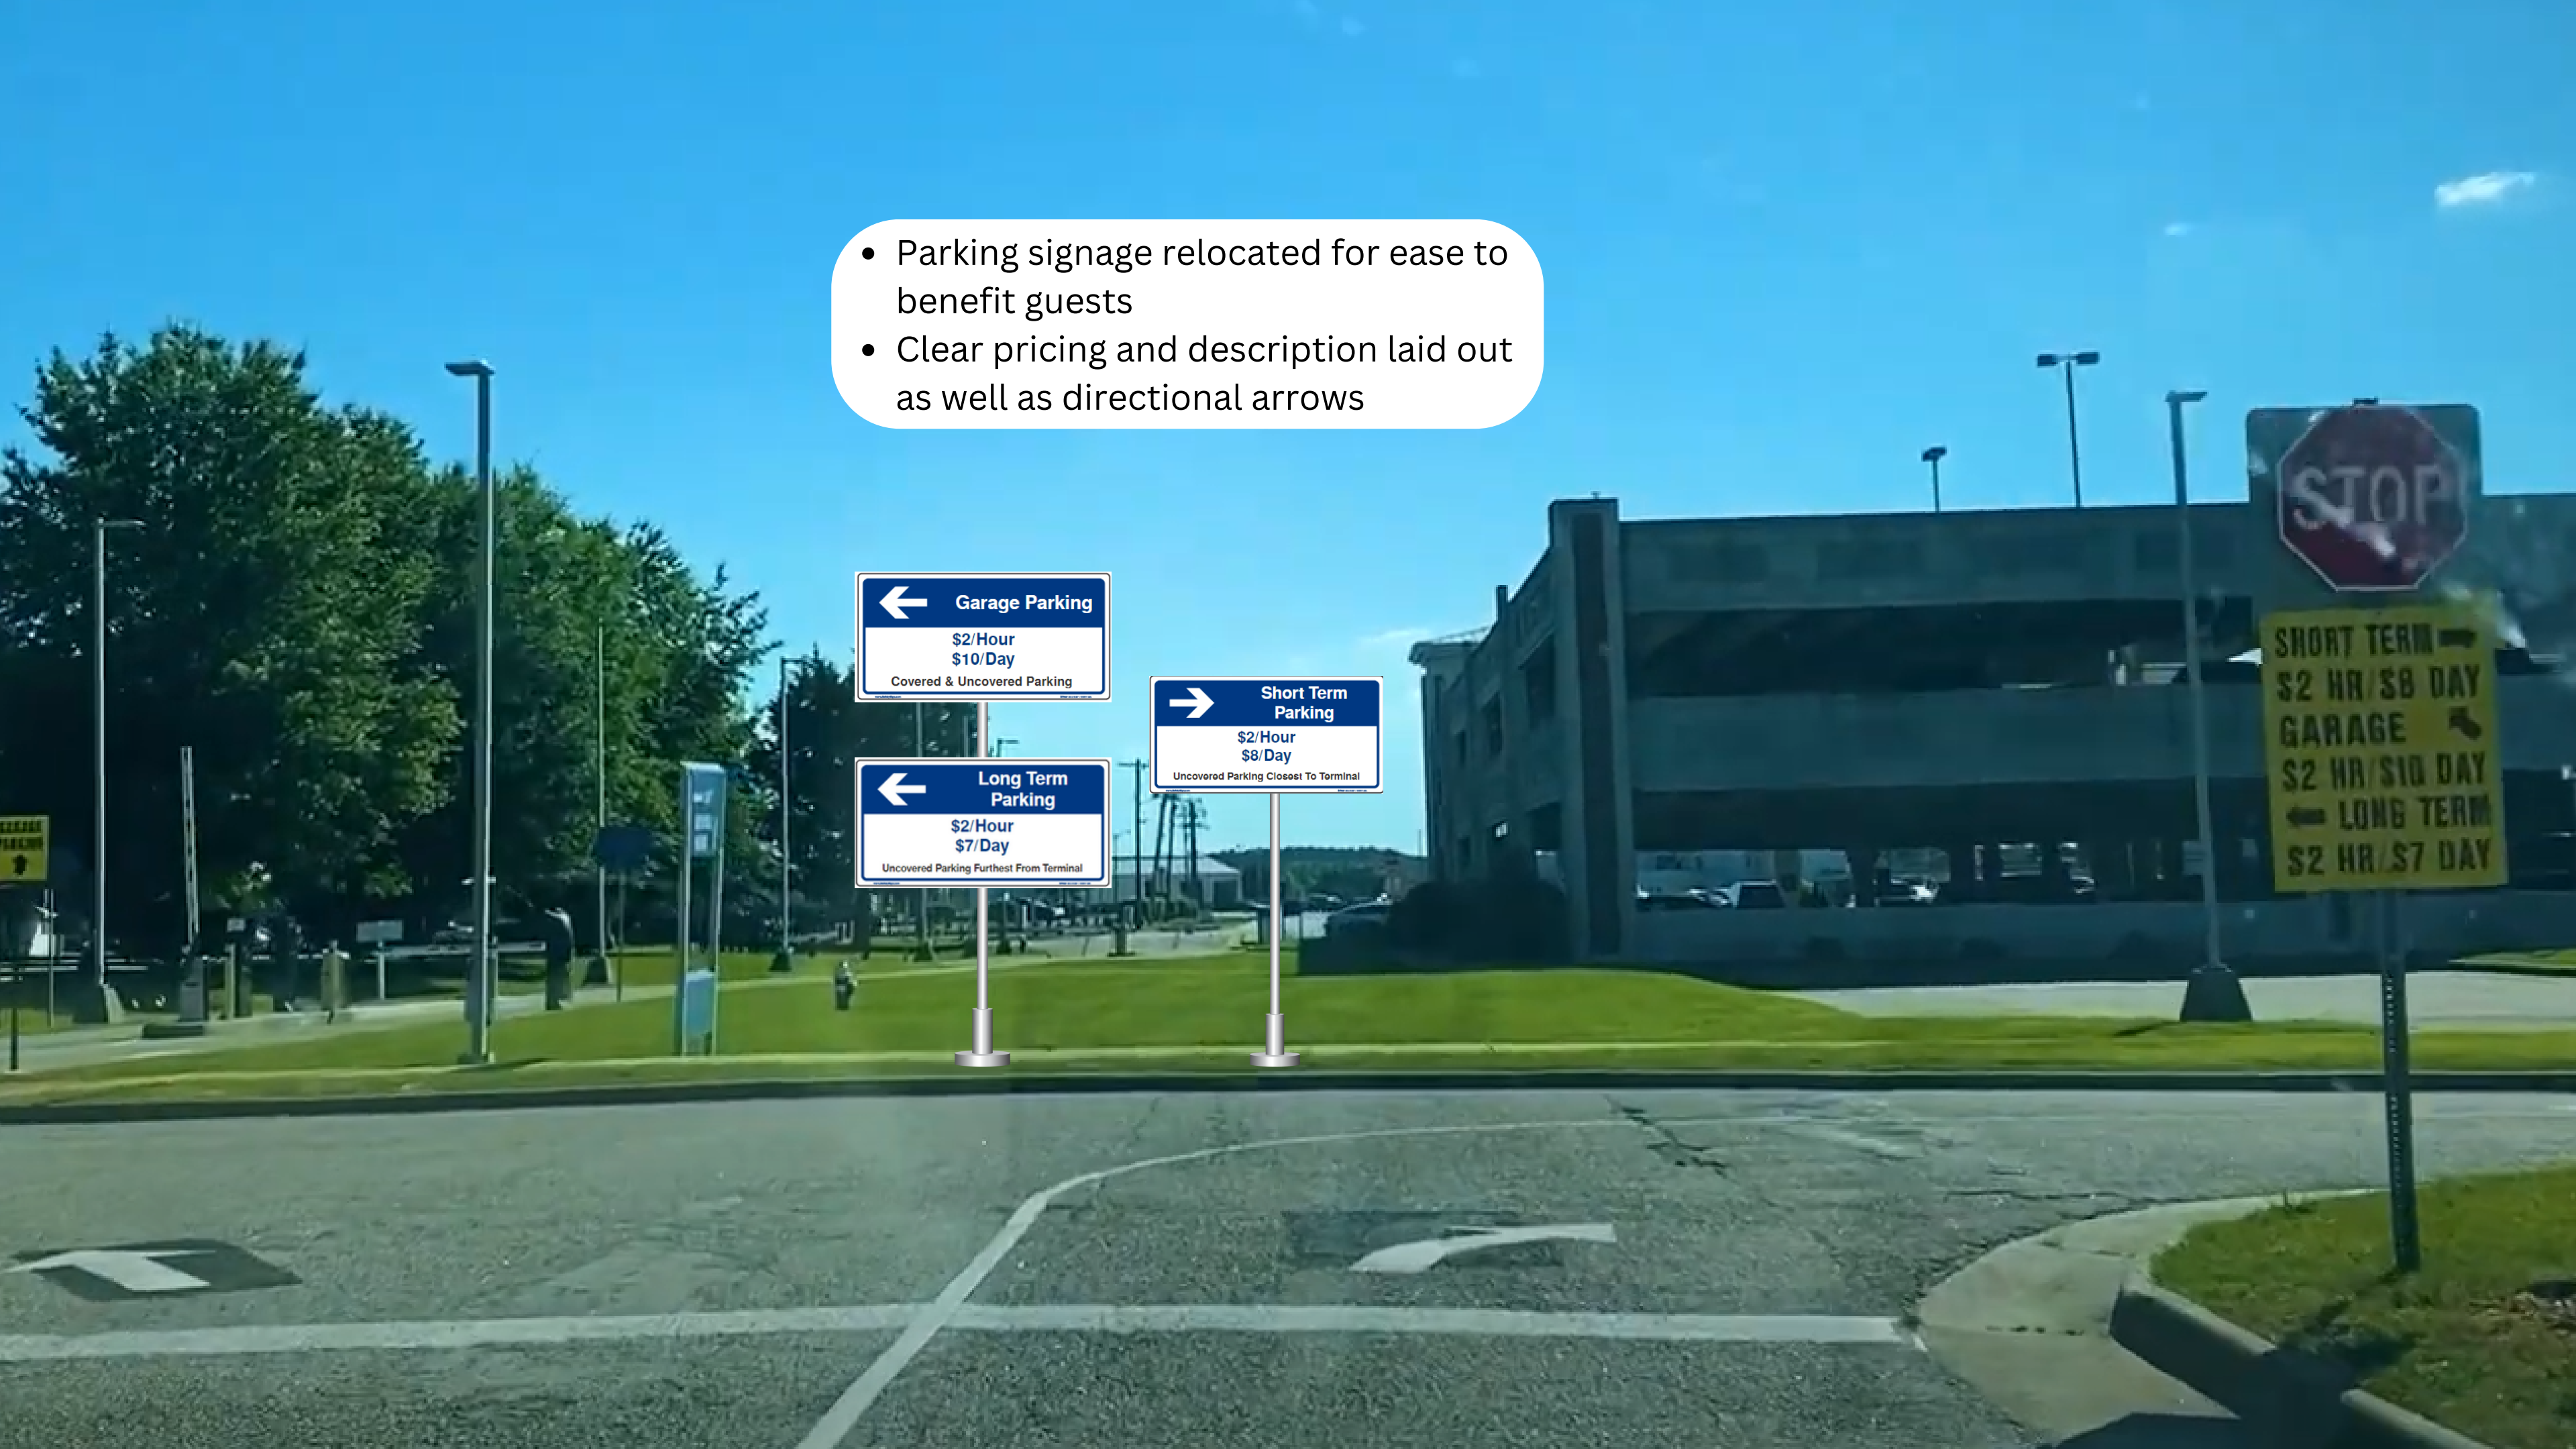 • Parking signage relocated for ease to
benefit guests
• Clear pricing and description laid out
as well as directional arrows
Garage Parking
$2/Hour
$10/Day
Covered & Uncovered Parking
Long Term
Parking
$2/Hour
$7/Day
Uncovered Parking Furthest From Terminal
Short Term
Parking
$2/Hour
$8/Day
Uncovered Parking Closest To Terminal
STOP
SHORT TERM
$2 HR/$8 DAY
GARAGE
$2 HR/$10 DAY
LONG TERM
$2 HR/$7 DAY